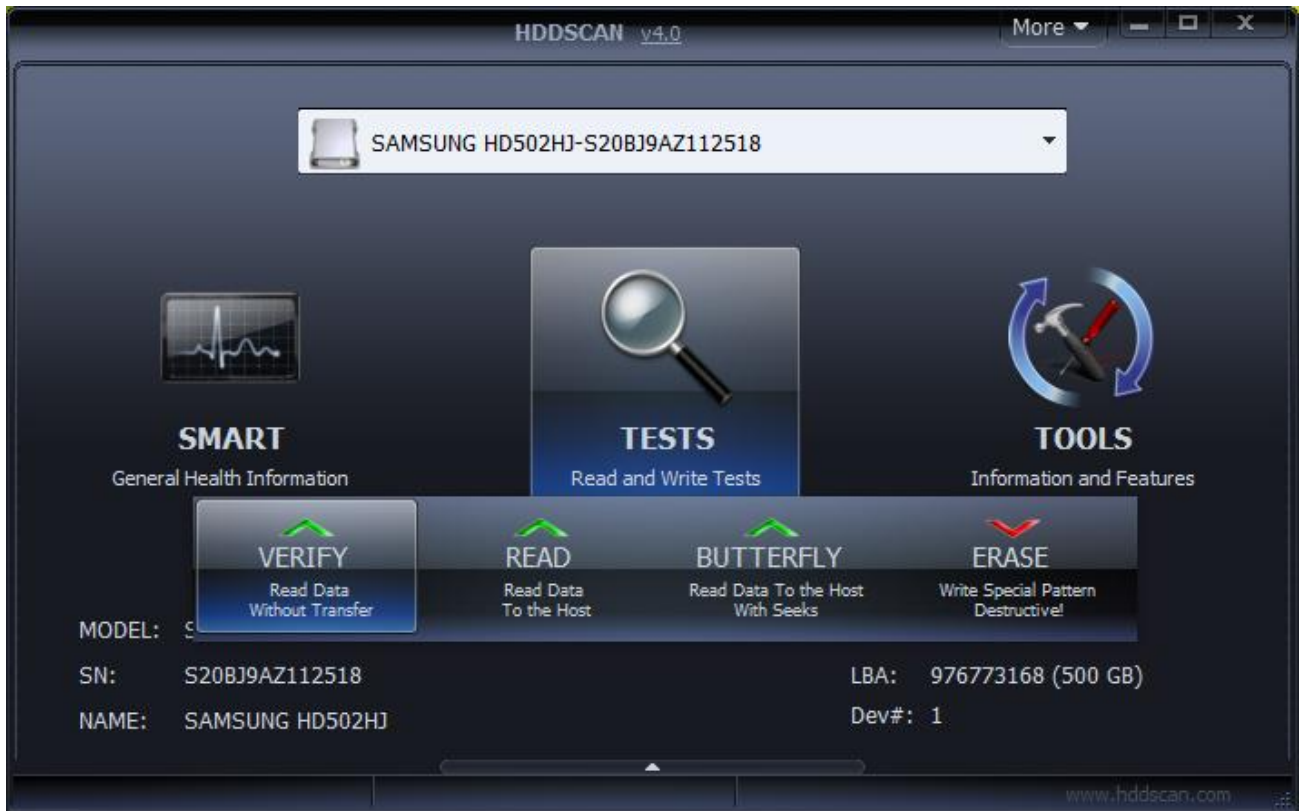 HDDSCAN v4.0
More
SAMSUNG HD502HJ-S20BJ9AZ112518
SMART
General Health Information
TESTS
Read and Write Tests
TOOLS
Information and Features
VERIFY
Read Data
Without Transfer
READ
Read Data
To the Host
BUTTERFLY
Read Data To the Host
With Seeks
ERASE
Write Special Pattern
Destructive!
MODEL:
SN: S20BJ9AZ112518
NAME: SAMSUNG HD502HJ
LBA: 976773168 (500 GB)
Dev#: 1
www.hddscan.com